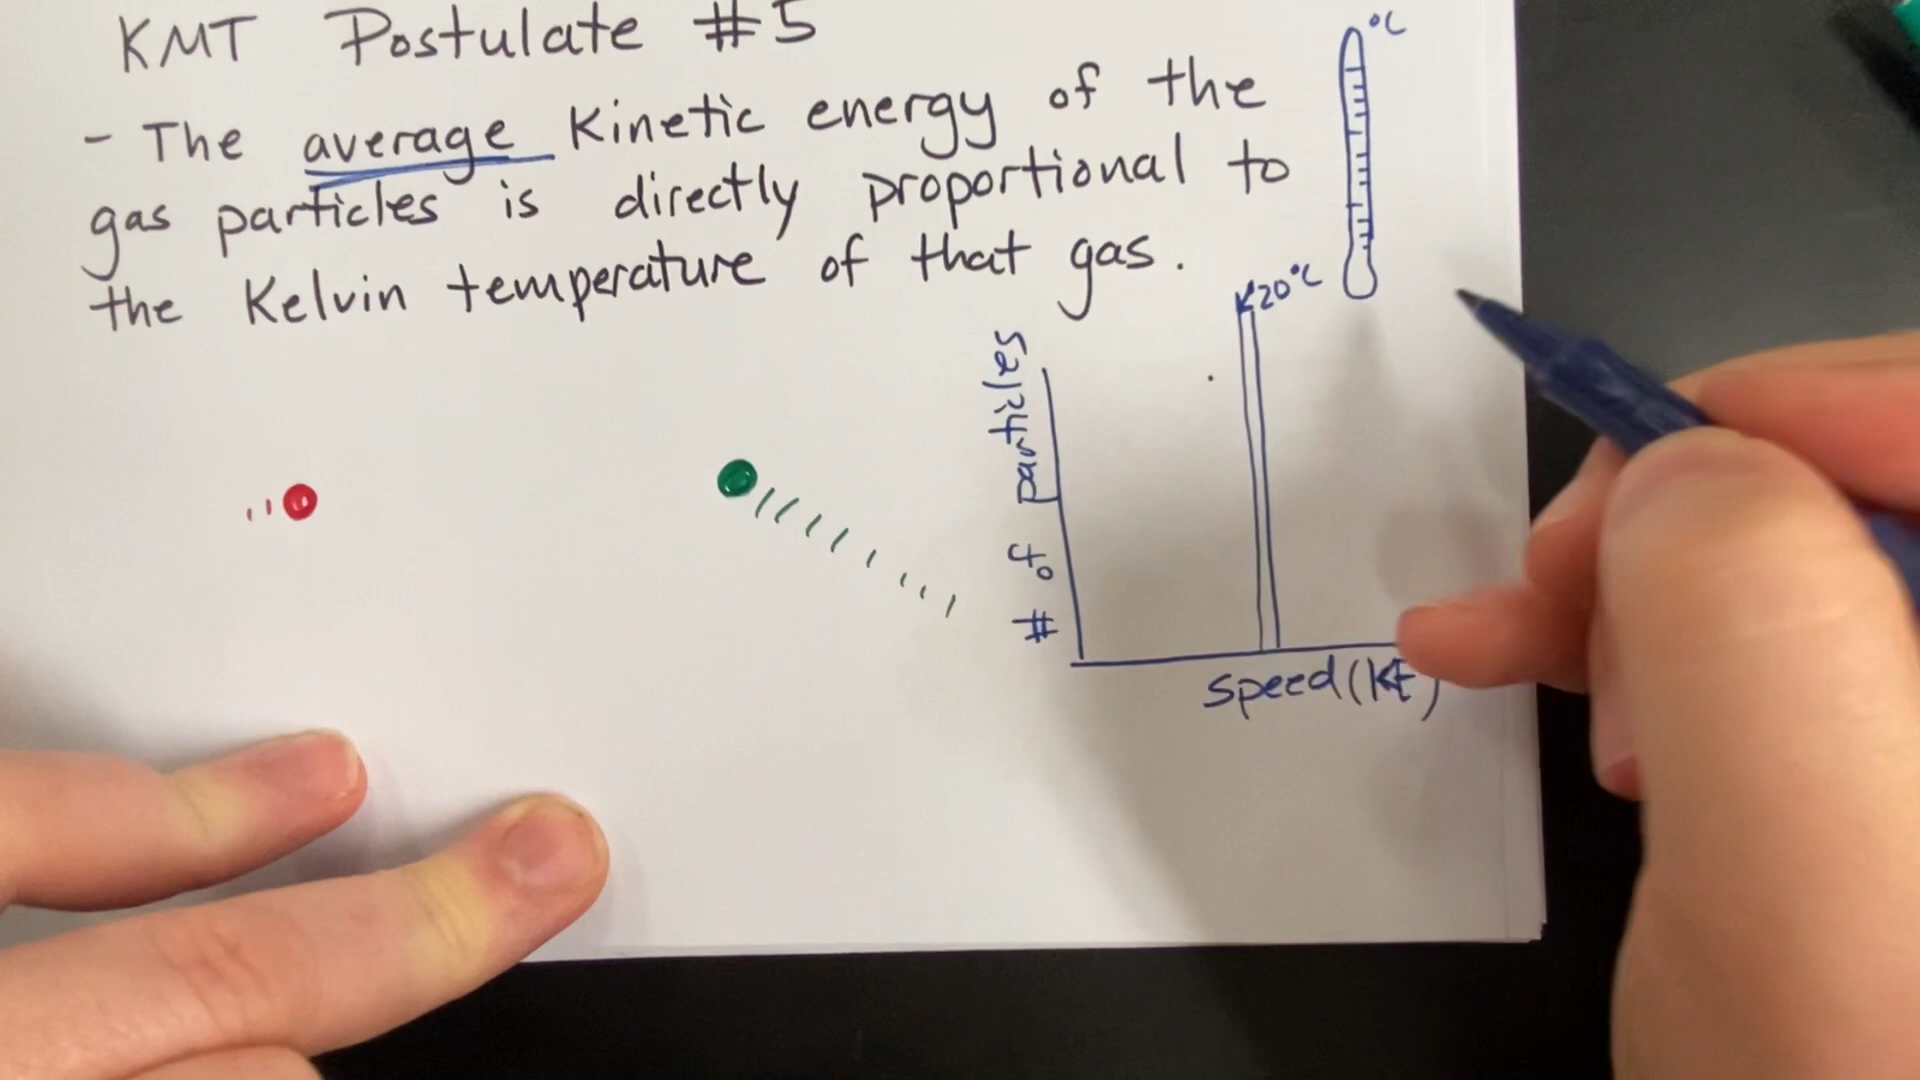 KMT Postulate #5
- The average Kinetic energy of the
gas particles is directly proportional to
the Kelvin temperature of that gas.
°C
20°C
# of particles
Speed (KE)